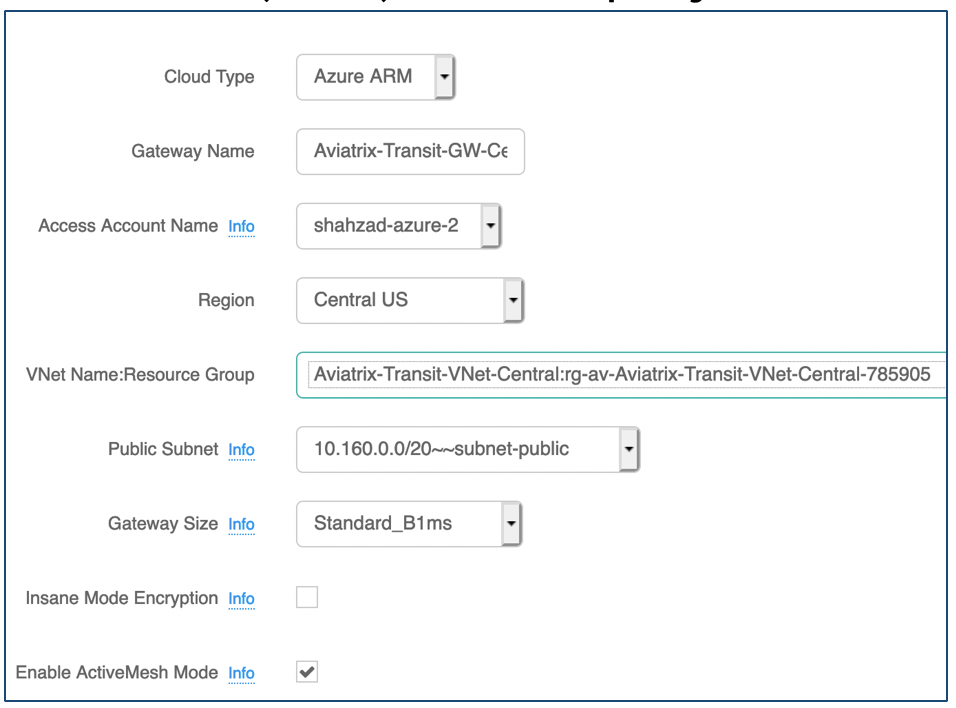 Cloud Type Azure ARM
Gateway Name Aviatrix-Transit-GW-Ce
Access Account Name Info shahzad-azure-2
Region Central US
VNet Name:Resource Group Aviatrix-Transit-VNet-Central:rg-av-Aviatrix-Transit-VNet-Central-785905
Public Subnet Info 10.160.0.0/20~~subnet-public
Gateway Size Info Standard_B1ms
Insane Mode Encryption Info
Enable ActiveMesh Mode Info